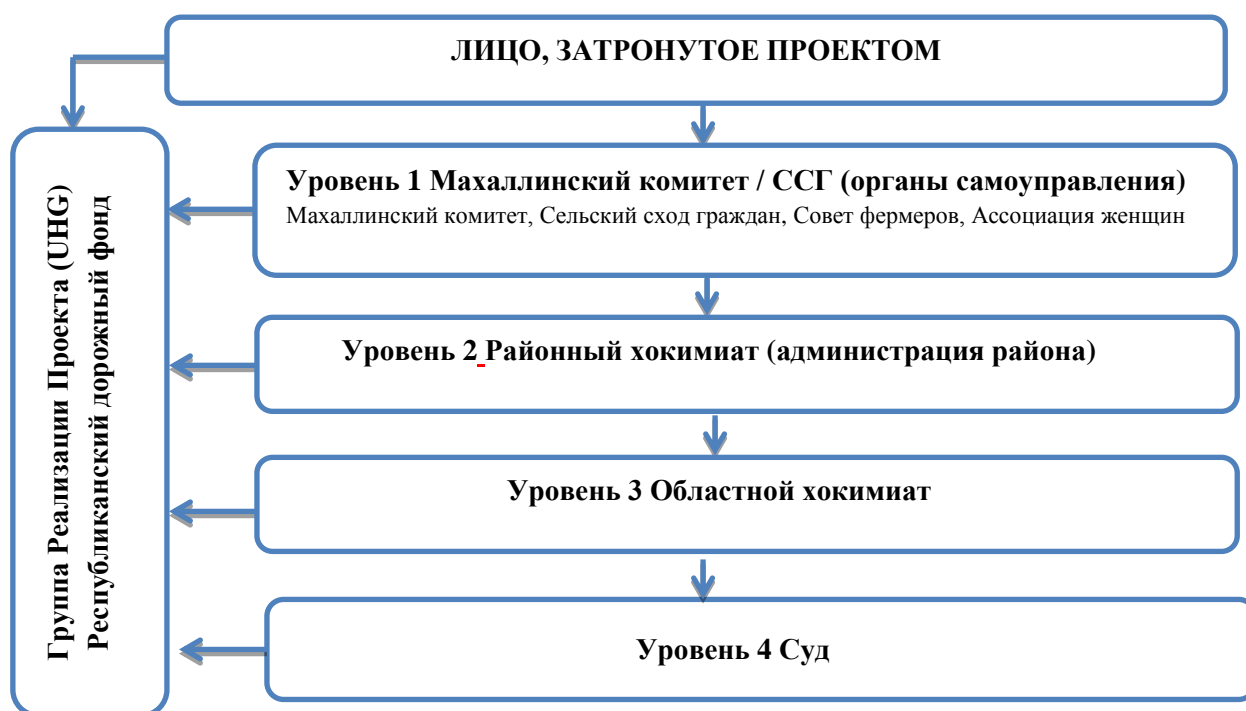 ЛИЦО, ЗАТРОНУТОЕ ПРОЕКТОМ
Уровень 1 Махаллинский комитет / ССГ (органы самоуправления)
Махаллинский комитет, Сельский сход граждан, Совет фермеров, Ассоциация женщин
Уровень 2 Районный хокимиат (администрация района)
Уровень 3 Областной хокимиат
Уровень 4 Суд
Группа Реализации Проекта (UHG)
Республиканский дорожный фонд